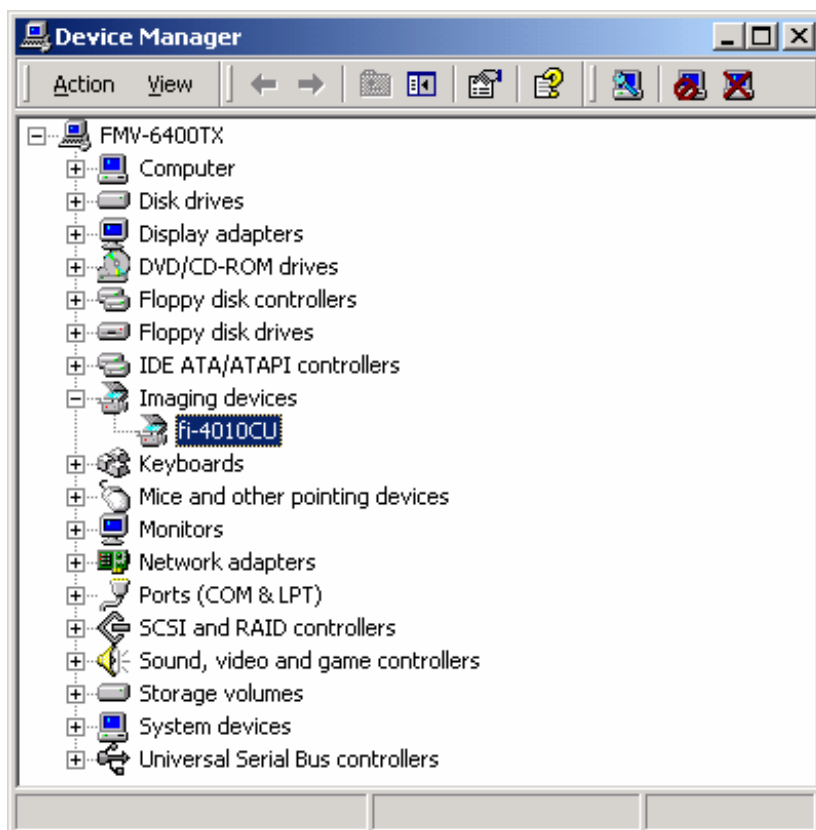 Device Manager
Action View
FMV-6400TX
Computer
Disk drives
Display adapters
DVD/CD-ROM drives
Floppy disk controllers
Floppy disk drives
IDE ATA/ATAPI controllers
Imaging devices
fi-4010CU
Keyboards
Mice and other pointing devices
Monitors
Network adapters
Ports (COM & LPT)
SCSI and RAID controllers
Sound, video and game controllers
Storage volumes
System devices
Universal Serial Bus controllers